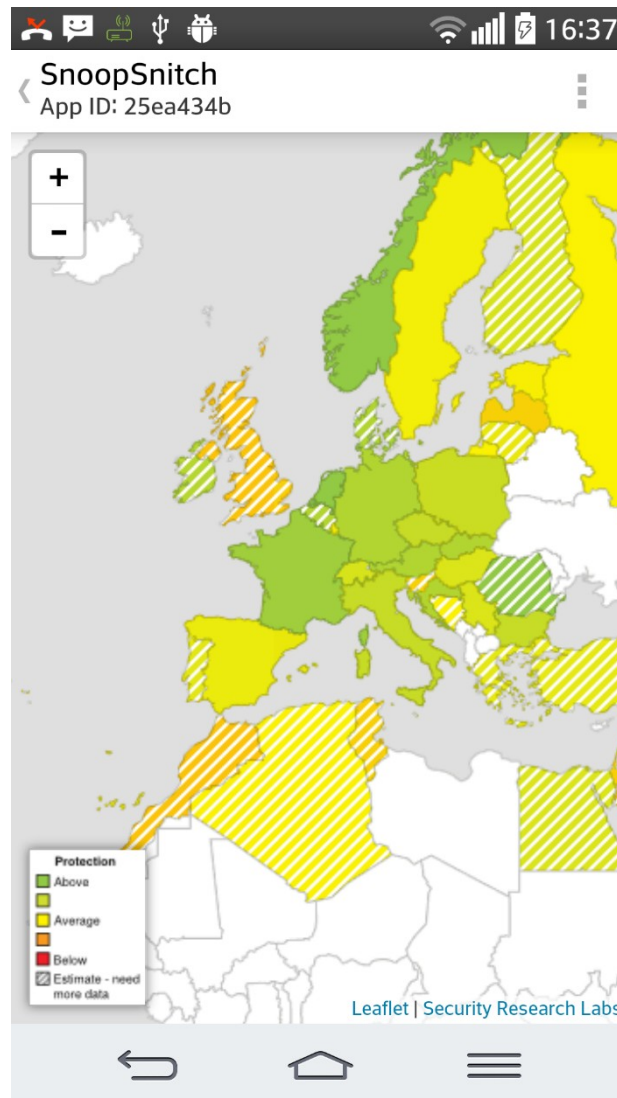 16:37
SnoopSnitch
App ID: 25ea434b
+
-
Protection
Above
Average
Below
Estimate - need
more data
Leaflet | Security Research Labs